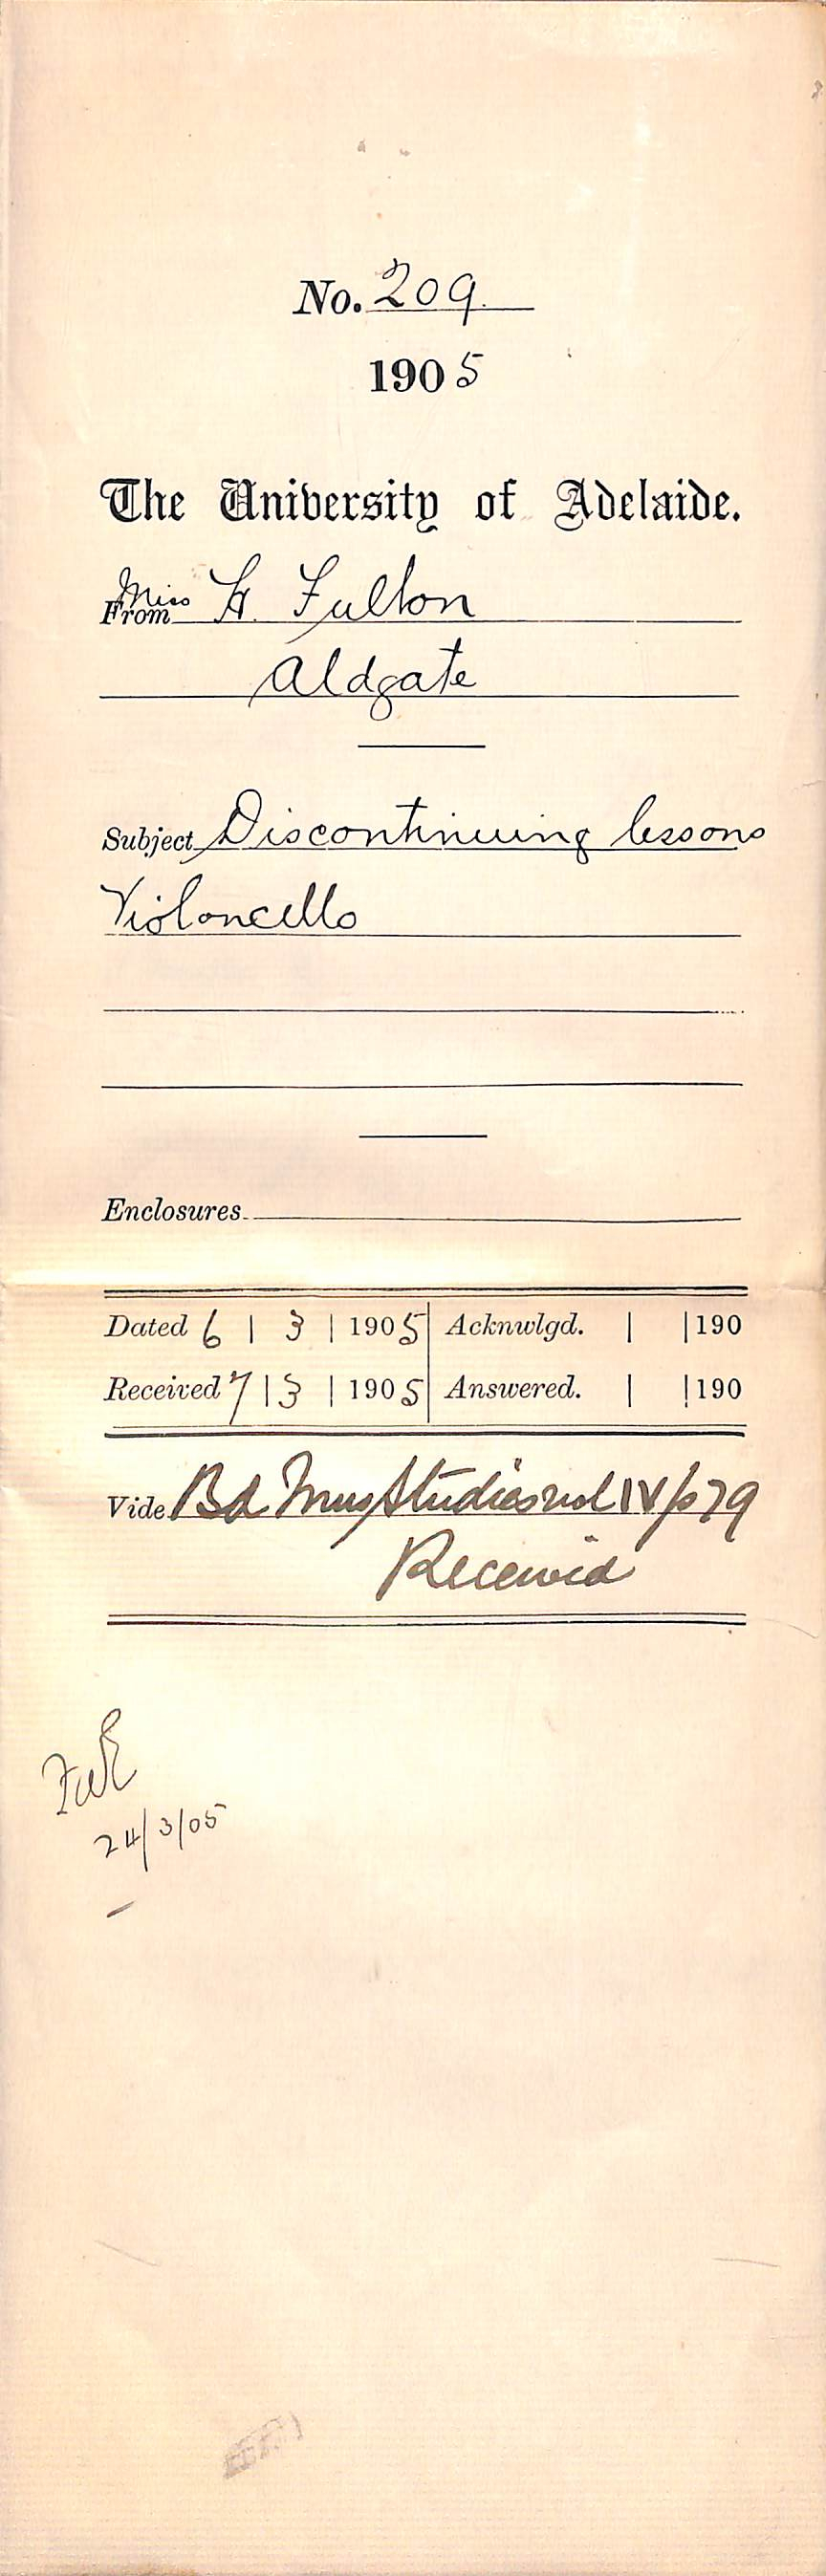 No. 209
1905
The University of Adelaide.
From Miss H. Fulton
Aldgate
Subject Discontinuing lessons
Violoncello
Enclosures
Dated 6 | 3 | 1905 Acknwlgd. | | 190
Received 7 | 3 | 1905 Answered. | | 190
Vide Bd Mus Studies vol IV p 79
Received
24/3/05